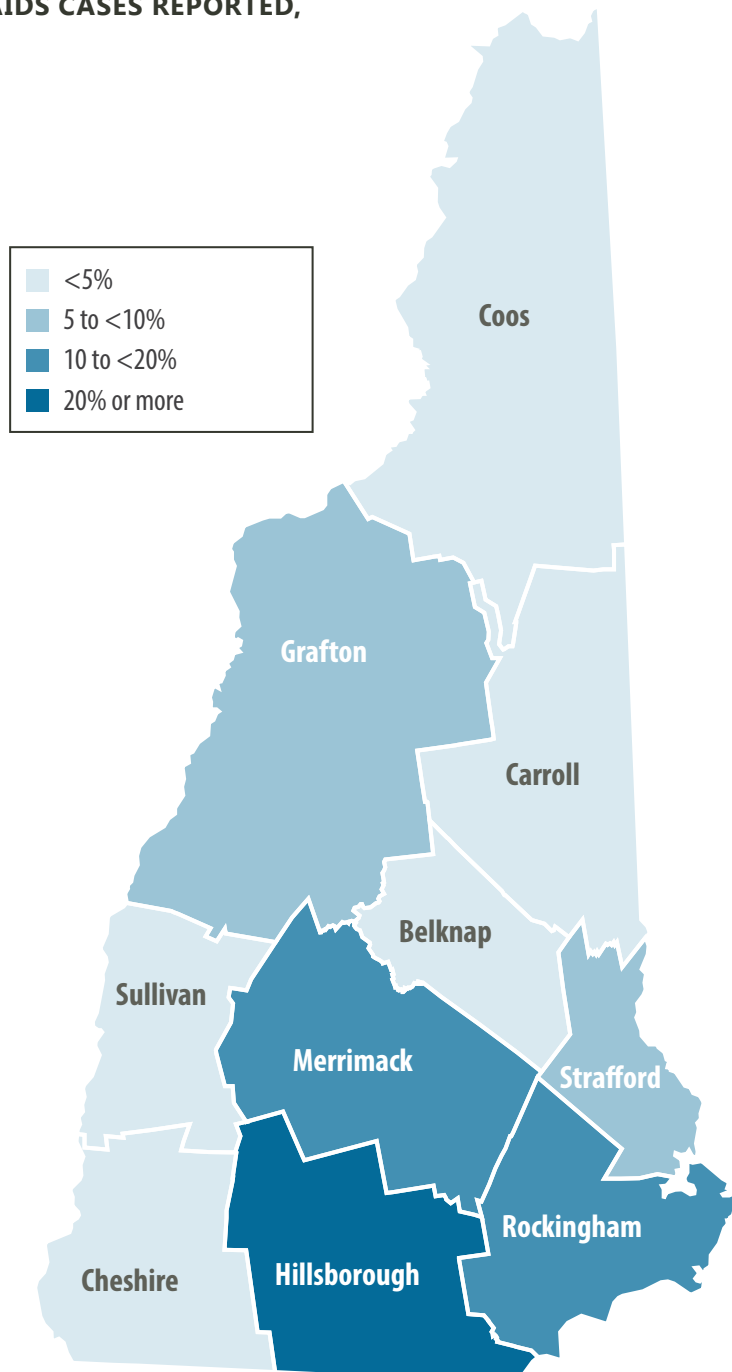 AIDS CASES REPORTED,
<5%
5 to <10%
10 to <20%
20% or more
Coos
Grafton
Carroll
Belknap
Sullivan
Merrimack
Strafford
Rockingham
Hillsborough
Cheshire